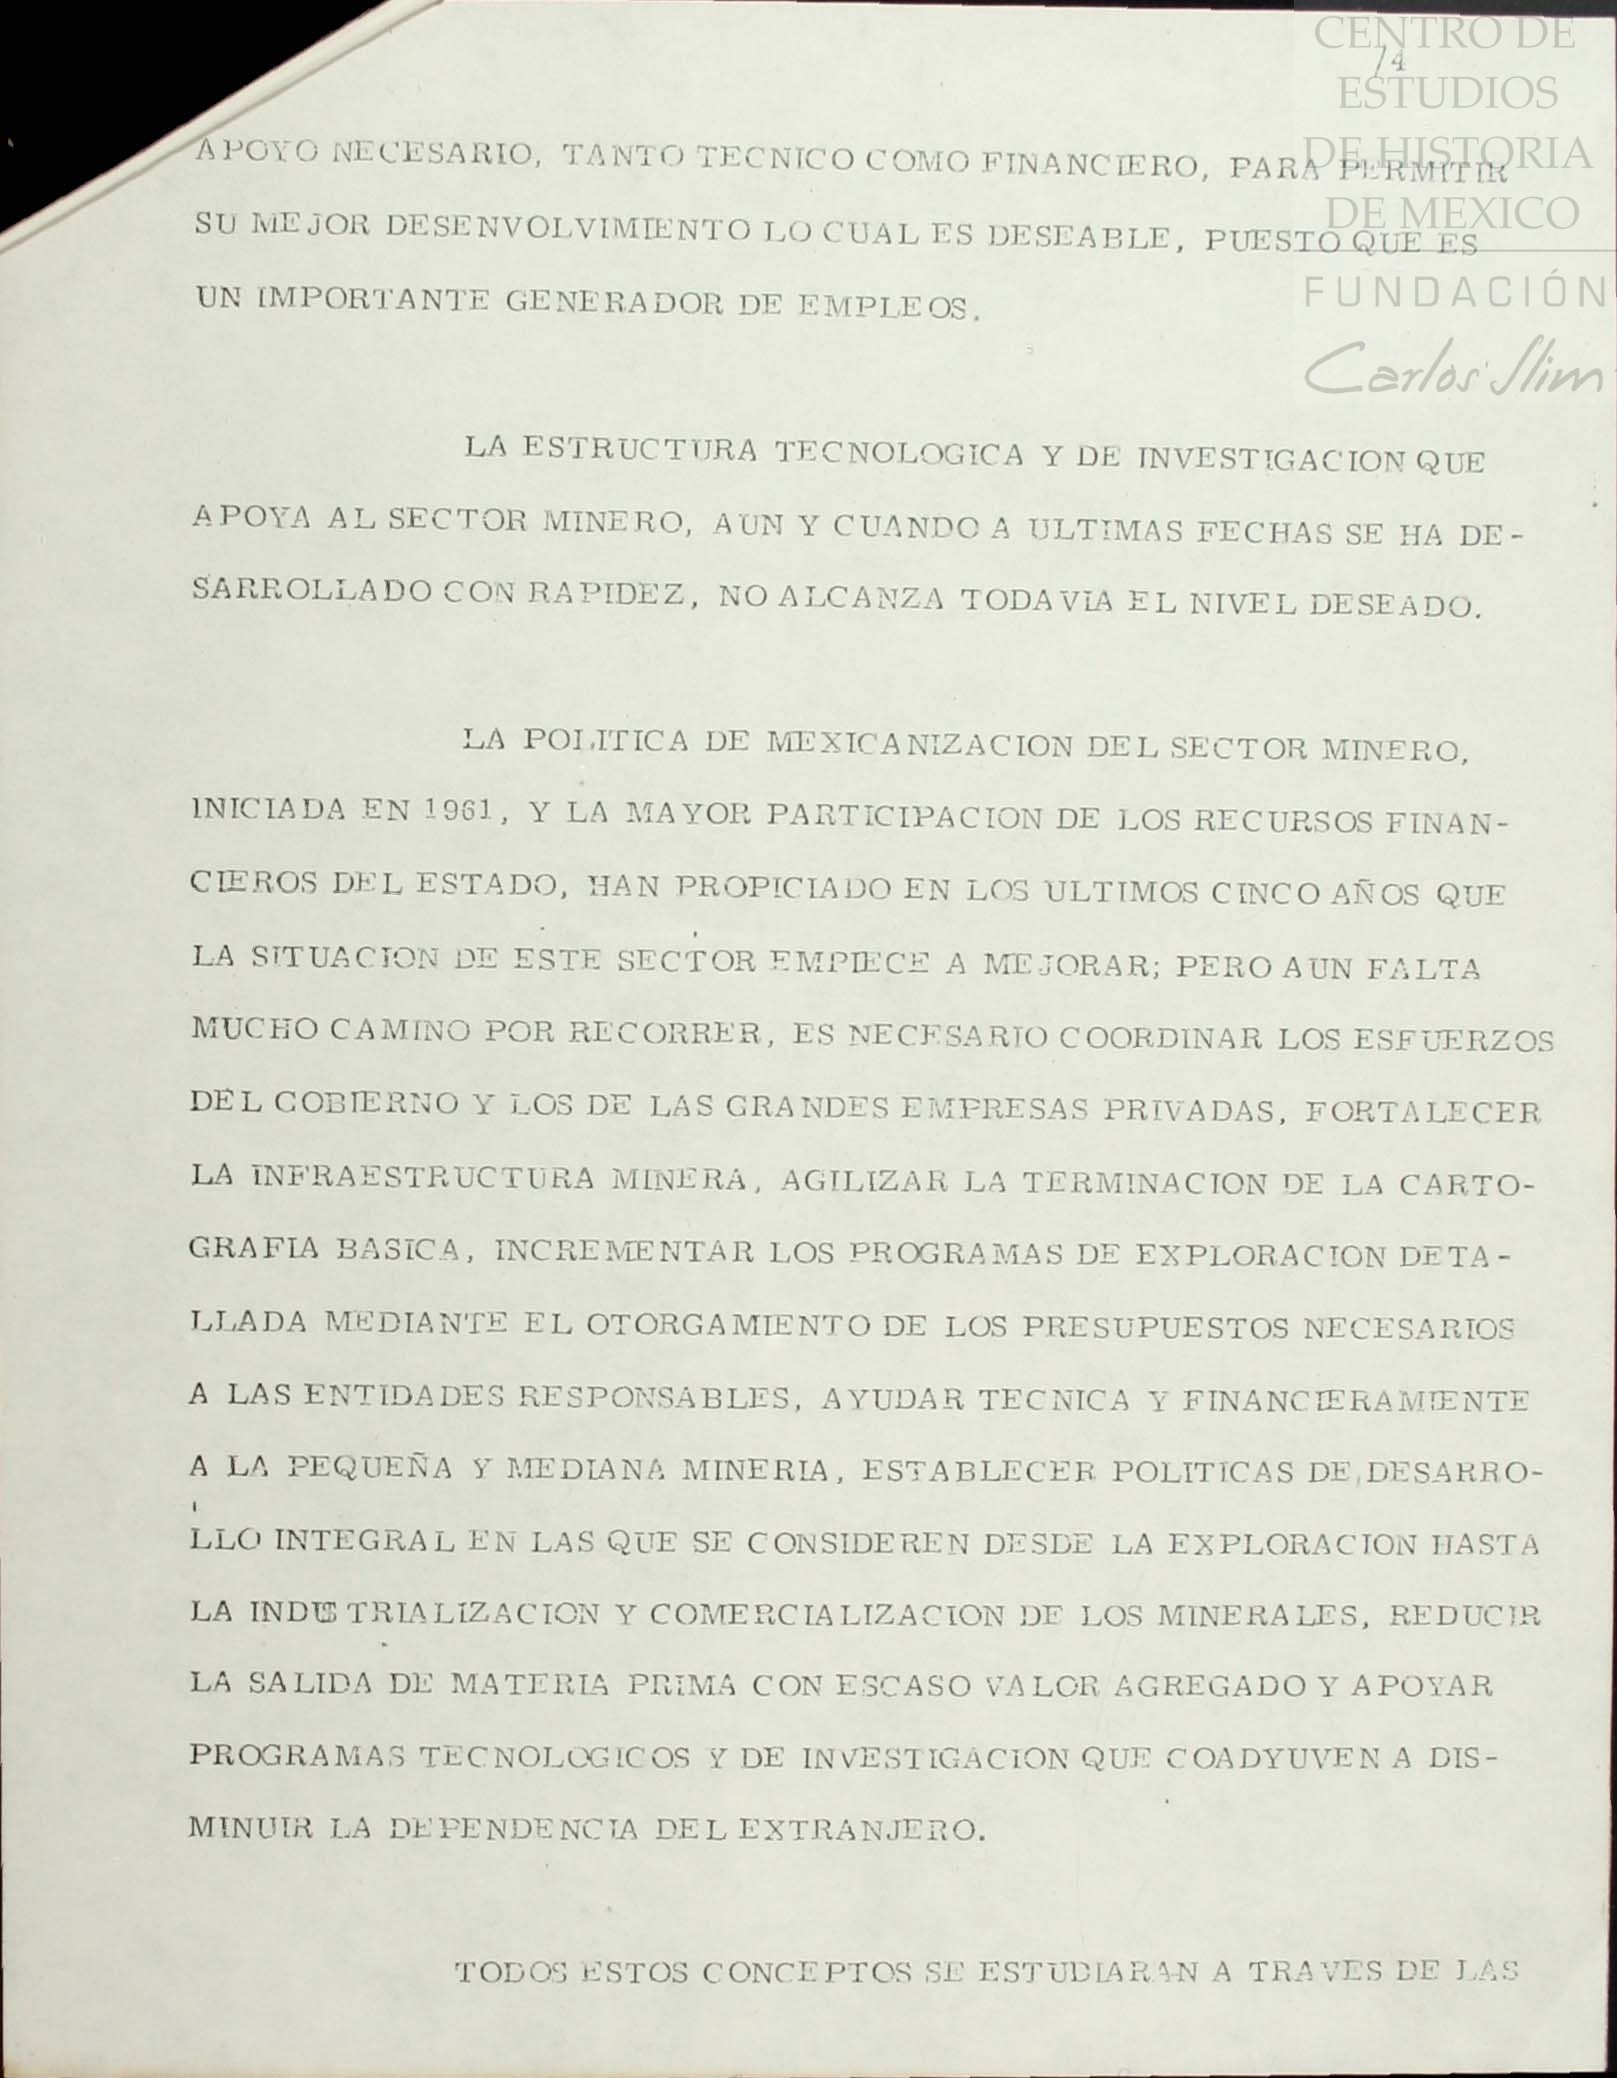 CENTRO DE
ESTUDIOS
DE HISTORIA
DE MEXICO
FUNDACIÓN
Carlos Slim
/4
APOYO NECESARIO, TANTO TECNICO COMO FINANCIERO, PARA PERMITIR
SU MEJOR DESENVOLVIMIENTO LO CUAL ES DESEABLE, PUESTO QUE ES
UN IMPORTANTE GENERADOR DE EMPLEOS.
LA ESTRUCTURA TECNOLOGICA Y DE INVESTIGACION QUE
APOYA AL SECTOR MINERO, AUN Y CUANDO A ULTIMAS FECHAS SE HA DE-
SARROLLADO CON RAPIDEZ, NO ALCANZA TODAVIA EL NIVEL DESEADO.
LA POLITICA DE MEXICANIZACION DEL SECTOR MINERO,
INICIADA EN 1961, Y LA MAYOR PARTICIPACION DE LOS RECURSOS FINAN-
CIEROS DEL ESTADO, HAN PROPICIADO EN LOS ULTIMOS CINCO AÑOS QUE
LA SITUACION DE ESTE SECTOR EMPIECE A MEJORAR; PERO AUN FALTA
MUCHO CAMINO POR RECORRER, ES NECESARIO COORDINAR LOS ESFUERZOS
DEL GOBIERNO Y LOS DE LAS GRANDES EMPRESAS PRIVADAS, FORTALECER
LA INFRAESTRUCTURA MINERA, AGILIZAR LA TERMINACION DE LA CARTO-
GRAFIA BASICA, INCREMENTAR LOS PROGRAMAS DE EXPLORACION DETA-
LLADA MEDIANTE EL OTORGAMIENTO DE LOS PRESUPUESTOS NECESARIOS
A LAS ENTIDADES RESPONSABLES, AYUDAR TECNICA Y FINANCIERAMIENTE
A LA PEQUEÑA Y MEDIANA MINERIA, ESTABLECER POLITICAS DE DESARRO-
LLO INTEGRAL EN LAS QUE SE CONSIDEREN DESDE LA EXPLORACION HASTA
LA INDUSTRIALIZACION Y COMERCIALIZACION DE LOS MINERALES, REDUCIR
LA SALIDA DE MATERIA PRIMA CON ESCASO VALOR AGREGADO Y APOYAR
PROGRAMAS TECNOLOGICOS Y DE INVESTIGACION QUE COADYUVEN A DIS-
MINUIR LA DEPENDENCIA DEL EXTRANJERO.
TODOS ESTOS CONCEPTOS SE ESTUDIARAN A TRAVES DE LAS